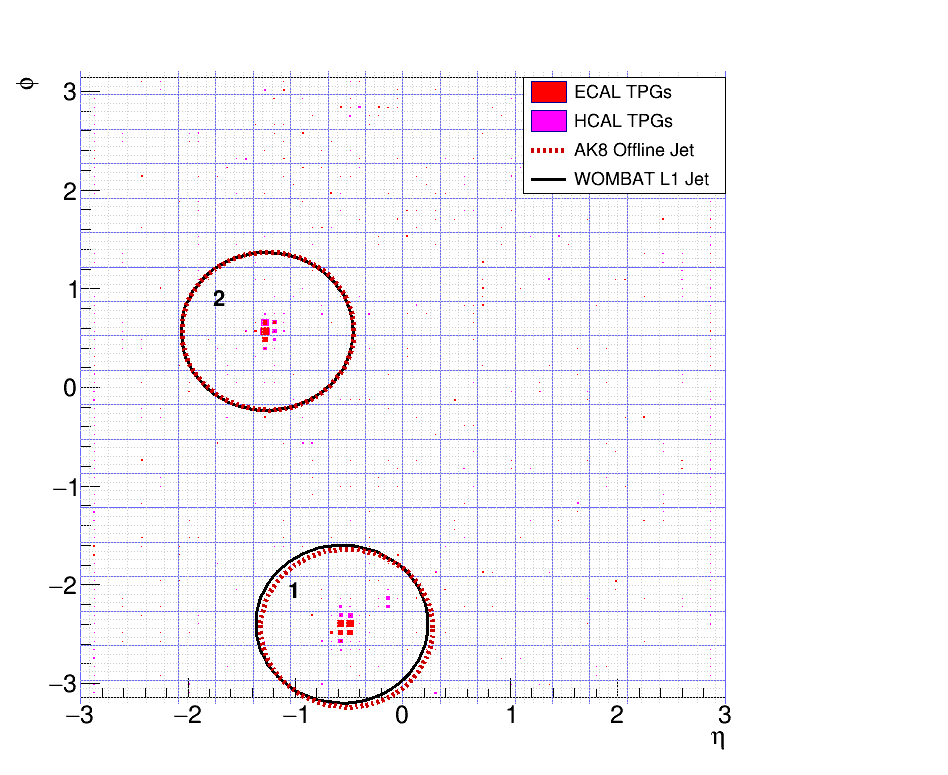 ϕ
3
2
1
0
−1
−2
−3
ECAL TPGs
HCAL TPGs
AK8 Offline Jet
WOMBAT L1 Jet
2
1
−3 −2 −1 0 1 2 3
η